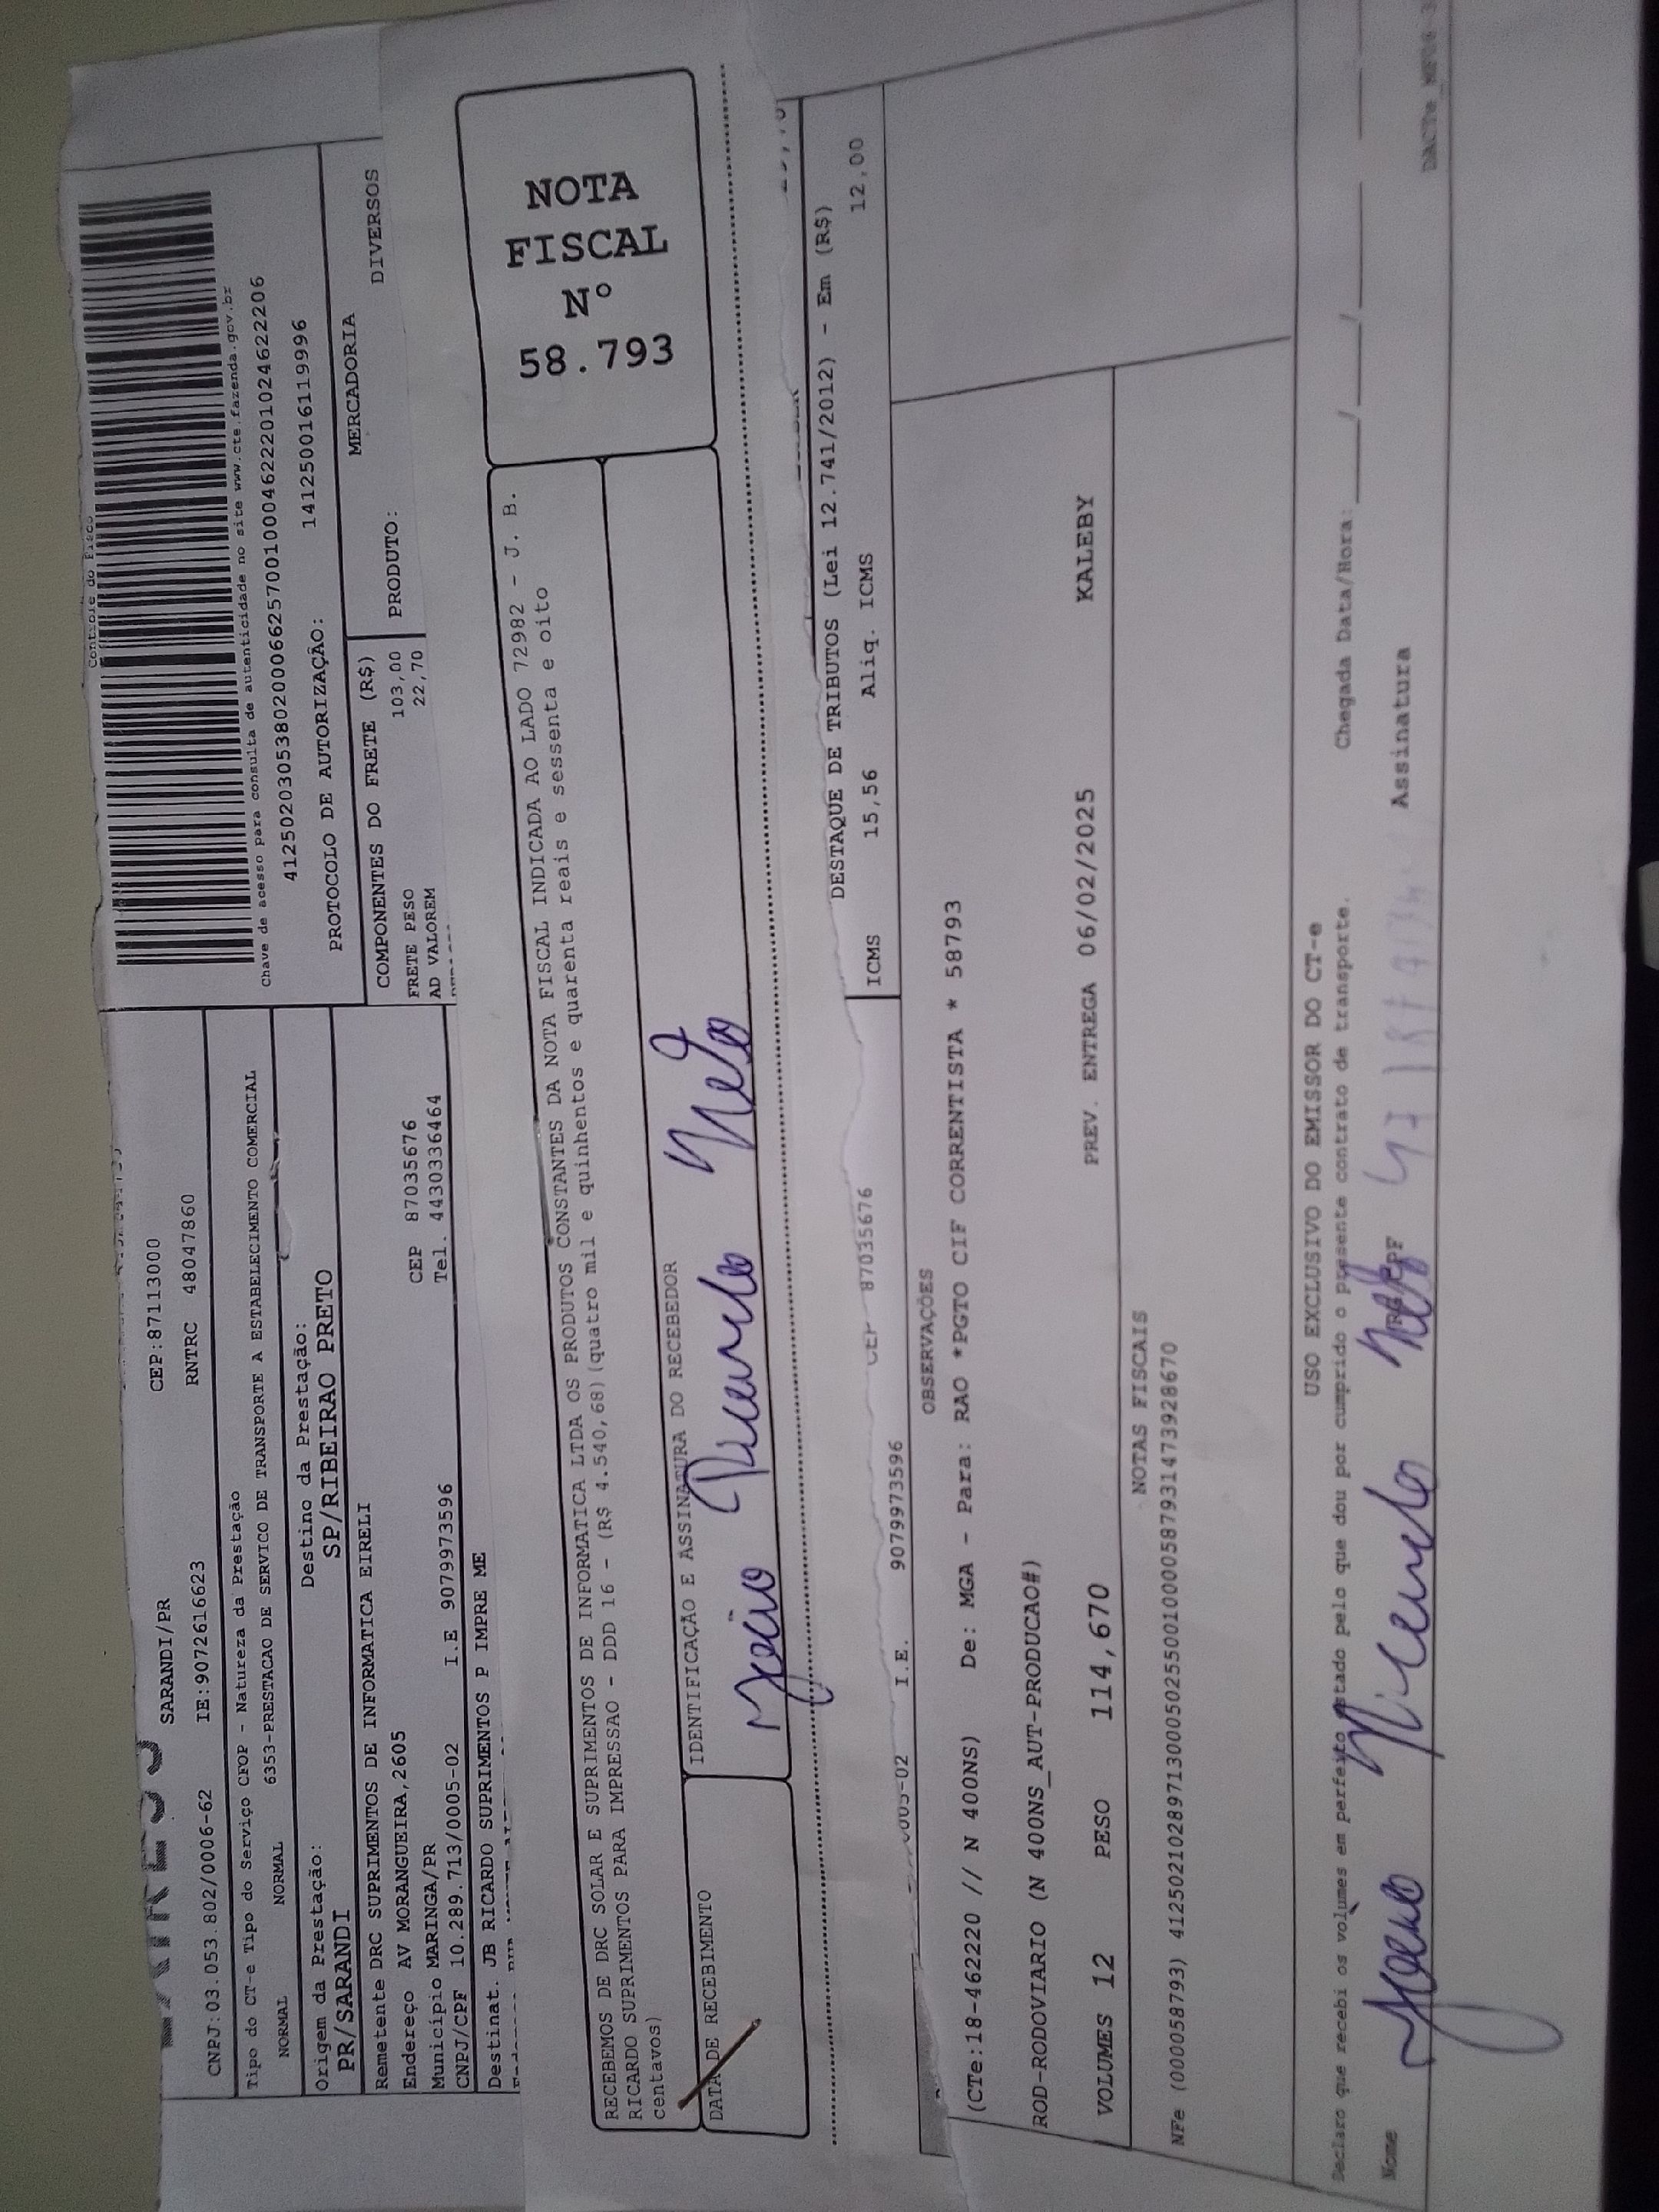 SARANDI/PR CEP:87113000
CNPJ:03.053.802/0006-62 IE:9072616623 RNTRC 48047860
Tipo do CT-e Tipo do Serviço CFOP - Natureza da Prestação
NORMAL NORMAL 6353-PRESTACAO DE SERVICO DE TRANSPORTE A ESTABELECIMENTO COMERCIAL
Origem da Prestação: Destino da Prestação:
PR/SARANDI SP/RIBEIRAO PRETO
Remetente DRC SUPRIMENTOS DE INFORMATICA EIRELI
Endereço AV MORANGUEIRA,2605 CEP 87035676
Município MARINGA/PR Tel. 4430336464
CNPJ/CPF 10.289.713/0005-02 I.E 9079973596
Destinat. JB RICARDO SUPRIMENTOS P IMPRE ME
Controle do Fisco
Chave de acesso para consulta de autenticidade no site www.cte.fazenda.gov.br
41250203053802000662570010004622201024622206
PROTOCOLO DE AUTORIZAÇÃO: 141250016119996
COMPONENTES DO FRETE (R$) MERCADORIA
FRETE PESO 103,00 PRODUTO: DIVERSOS
AD VALOREM 22,70
RECEBEMOS DE DRC SOLAR E SUPRIMENTOS DE INFORMATICA LTDA OS PRODUTOS CONSTANTES DA NOTA FISCAL INDICADA AO LADO 72982 - J. B.
RICARDO SUPRIMENTOS PARA IMPRESSAO - DDD 16 - (R$ 4.540,68)(quatro mil e quinhentos e quarenta reais e sessenta e oito
centavos)
DATA DE RECEBIMENTO IDENTIFICAÇÃO E ASSINATURA DO RECEBEDOR
NOTA
FISCAL
N°
58.793
DESTAQUE DE TRIBUTOS (Lei 12.741/2012) - Em (R$)
0005-02 I.E. 9079973596 CEP 87035676 ICMS 15,56 Aliq. ICMS 12,00
OBSERVAÇÕES
(CTe:18-462220 // N 400NS) De: MGA - Para: RAO *PGTO CIF CORRENTISTA * 58793
ROD-RODOVIARIO (N 400NS_AUT-PRODUCAO#)
VOLUMES 12 PESO 114,670 PREV. ENTREGA 06/02/2025 KALEBY
NOTAS FISCAIS
NFe (000058793) 41250210289713000502550010000587931473928670
USO EXCLUSIVO DO EMISSOR DO CT-e
Declaro que recebi os volumes em perfeito estado pelo que dou por cumprido o presente contrato de transporte. Chegada Data/Hora: ____/____/____
Nome RG/CPF Assinatura